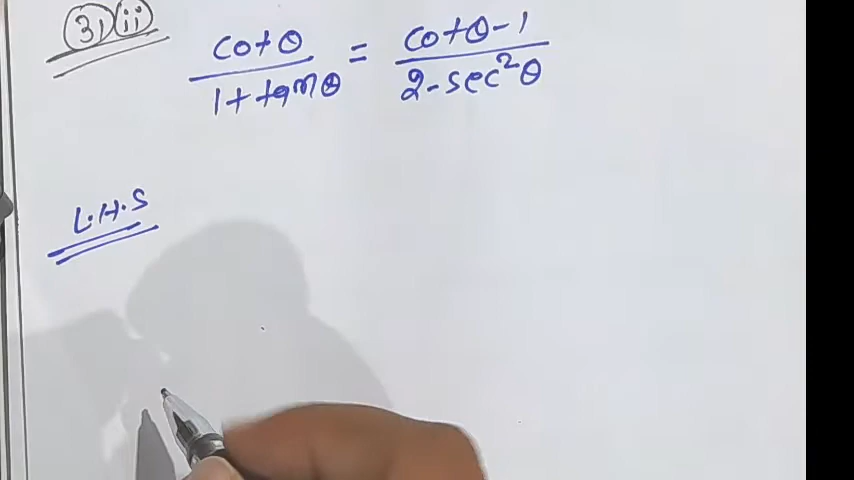 3) ii
cotθ / 1 + tanθ = cotθ - 1 / 2 - sec²θ
L.H.S